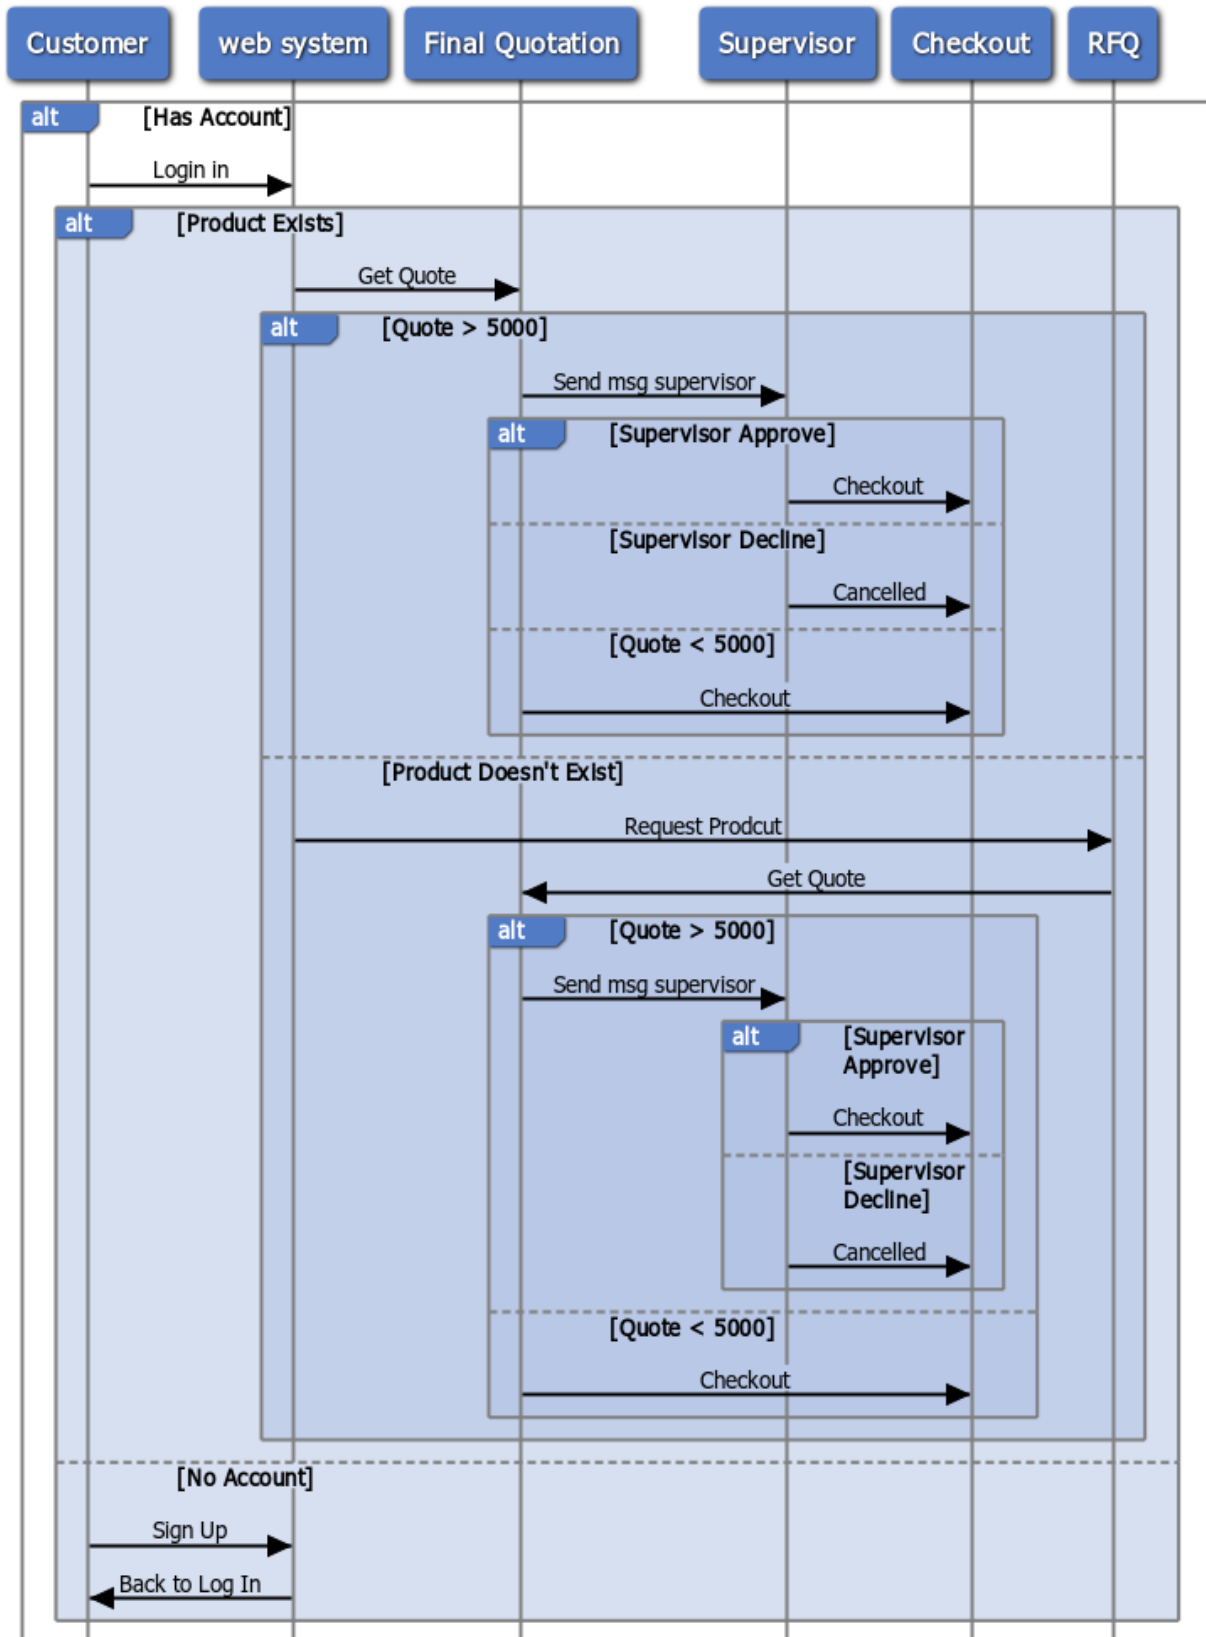 Customer
web system
Final Quotation
Supervisor
Checkout
RFQ
alt
[Has Account]
Login in
alt
[Product Exists]
Get Quote
alt
[Quote > 5000]
Send msg supervisor
alt
[Supervisor Approve]
Checkout
[Supervisor Decline]
Cancelled
[Quote < 5000]
Checkout
[Product Doesn't Exist]
Request Prodcut
Get Quote
alt
[Quote > 5000]
Send msg supervisor
alt
[Supervisor
Approve]
Checkout
[Supervisor
Decline]
Cancelled
[Quote < 5000]
Checkout
[No Account]
Sign Up
Back to Log In